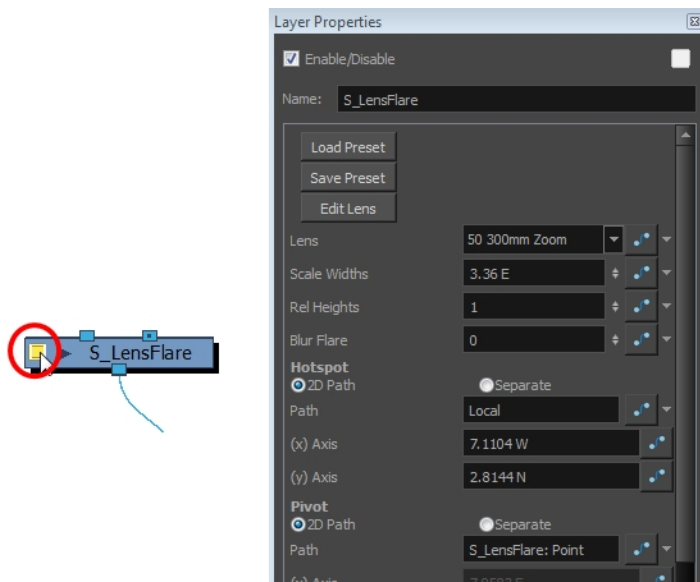 Layer Properties
Enable/Disable
Name: S_LensFlare
Load Preset
Save Preset
Edit Lens
Lens 50 300mm Zoom
Scale Widths 3.36 E
Rel Heights 1
Blur Flare 0
Hotspot
2D Path Separate
Path Local
(x) Axis 7.1104 W
(y) Axis 2.8144 N
Pivot
2D Path Separate
Path S_LensFlare: Point
S_LensFlare